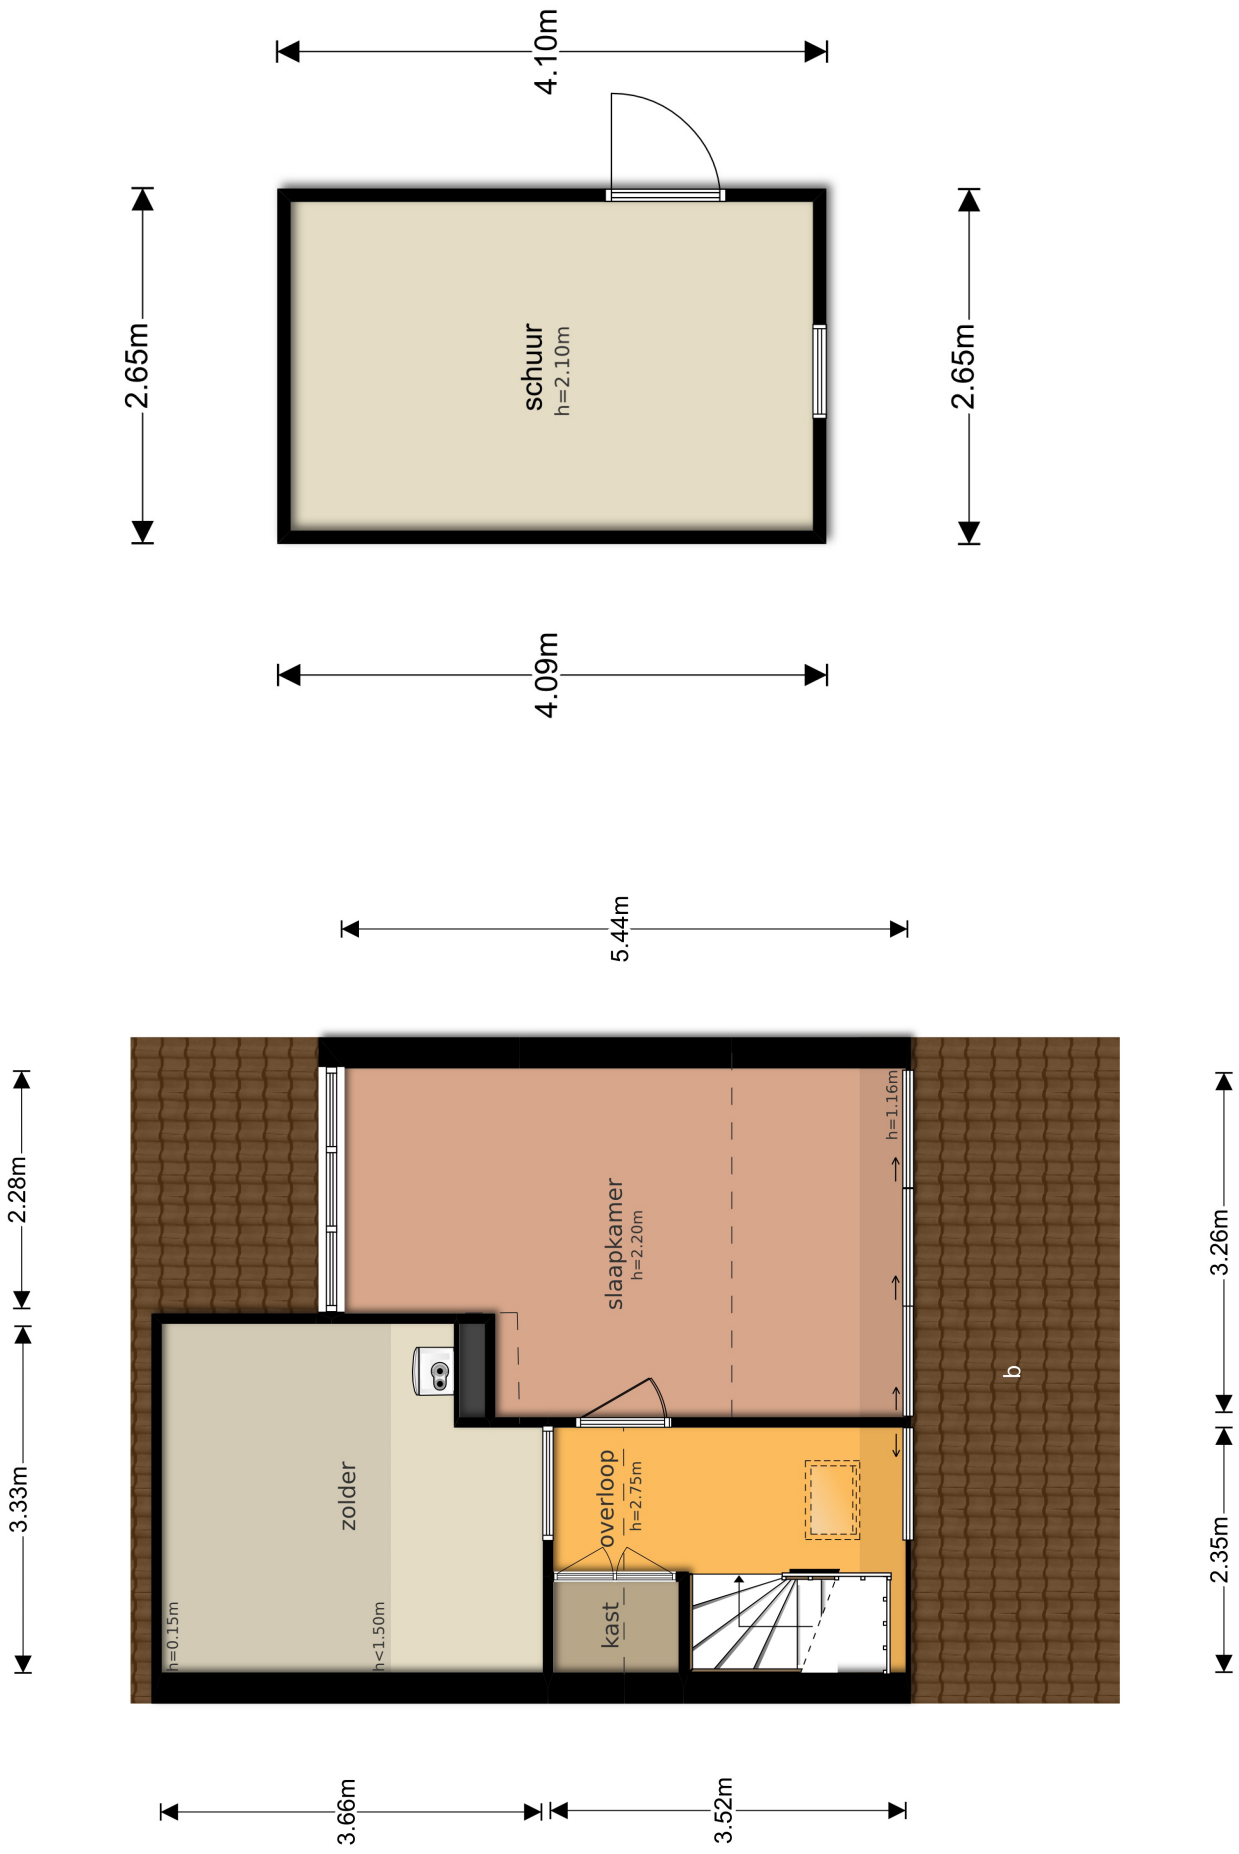 4.10m
2.65m
schuur
h=2.10m
2.65m
4.09m
5.44m
2.28m
h=1.16m
slaapkamer
h=2.20m
3.26m
b
3.33m
zolder
h=0.15m
h<1.50m
overloop
h=2.75m
kast
2.35m
3.66m
3.52m